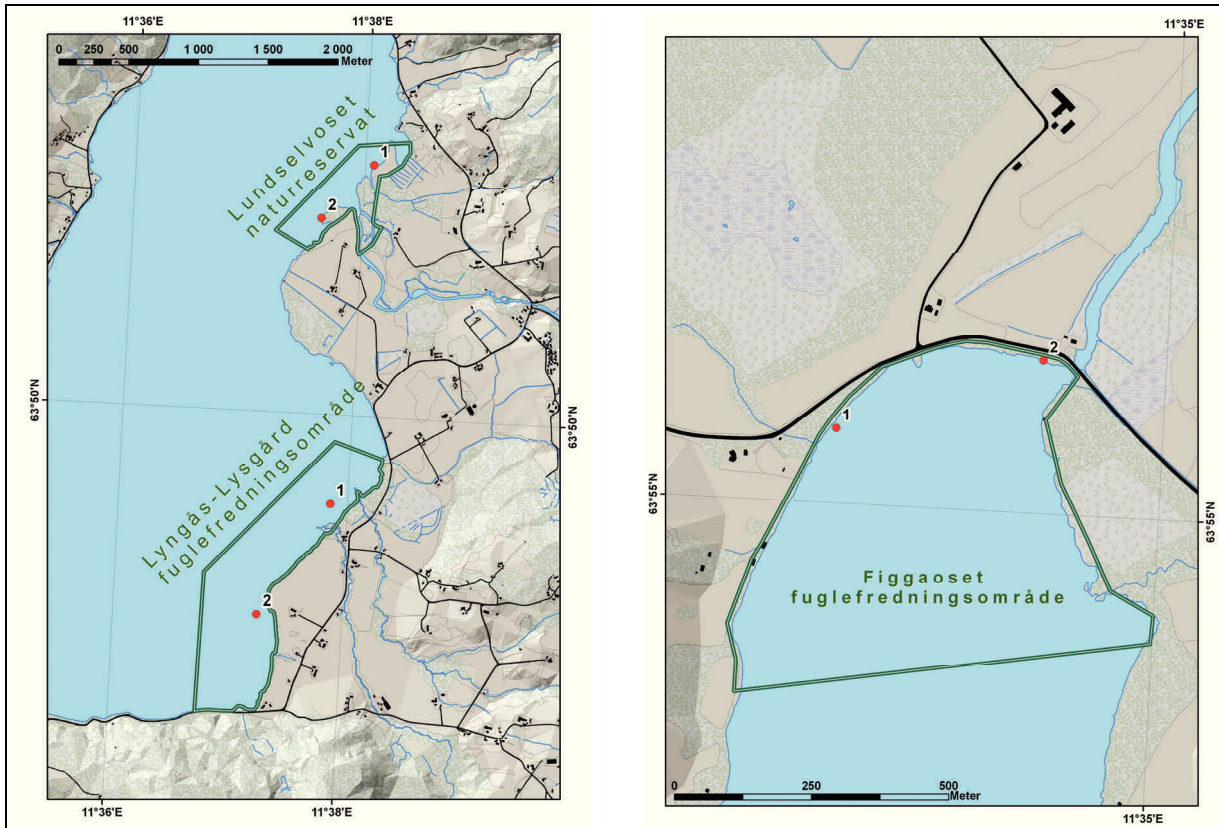 11°36'E
11°38'E
0 250 500 1 000 1 500 2 000
Meter
Lundselvoset
naturreservat
1
2
63°50'N
63°50'N
Lyngås-Lysgård
fuglefredningsområde
1
2
11°36'E
11°38'E
11°35'E
2
1
63°55'N
63°55'N
Figgaoset
fuglefredningsområde
0 250 500
Meter
11°35'E